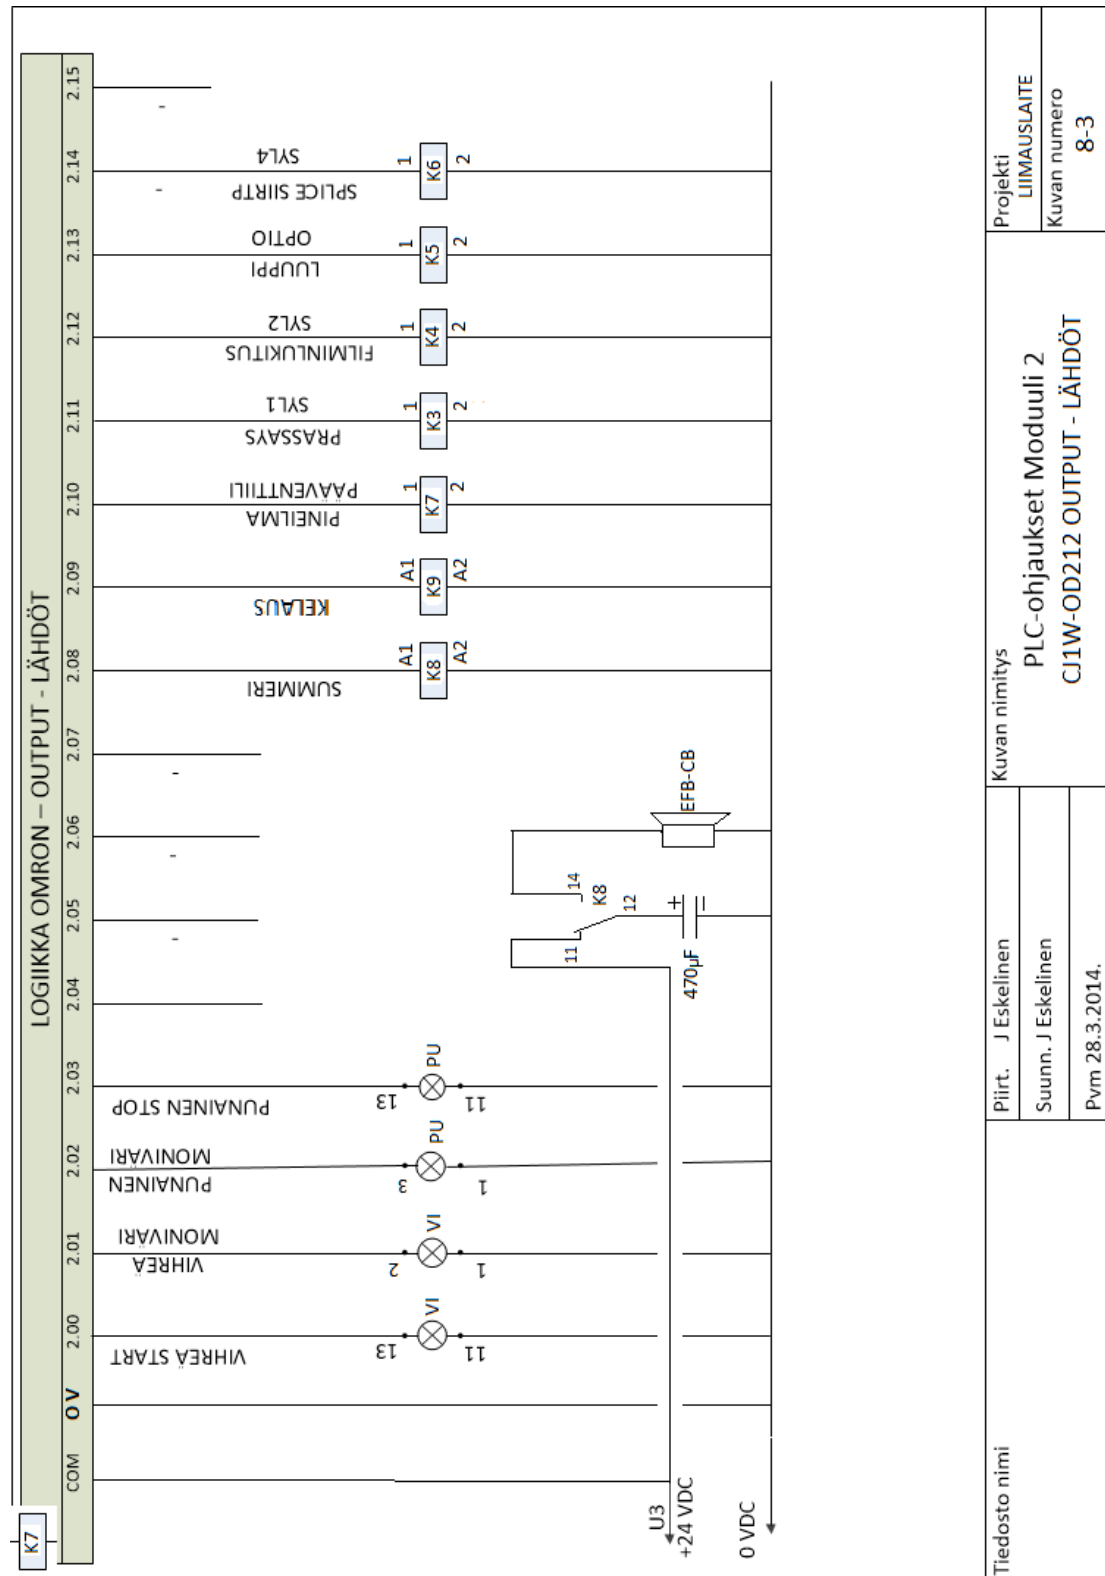 K7
LOGIIKKA OMRON – OUTPUT - LÄHDÖT
COM
0 V
2.00
2.01
2.02
2.03
2.04
2.05
2.06
2.07
2.08
2.09
2.10
2.11
2.12
2.13
2.14
2.15
VIHREÄ START
VIHREÄ
MONIVÄRI
PUNAINEN
MONIVÄRI
PUNAINEN STOP
-
-
-
SUMMERI
KELAUS
PINEILMA
PÄÄVENTTIILI
PRASSAYS
SYL1
FILMINLUKITUS
SYL2
LUUPPI
OPTIO
SPLICE SIIRTP
SYL4
-
-
13
VI
11
2
VI
1
3
PU
1
13
PU
11
A1
K8
A2
A1
K9
A2
1
K7
2
1
K3
2
1
K4
2
1
K5
2
1
K6
2
11
14
K8
12
+
470µF
EFB-CB
U3
+24 VDC
0 VDC
Tiedosto nimi
Piirt. J Eskelinen
Suunn. J Eskelinen
Pvm 28.3.2014.
Kuvan nimitys
PLC-ohjaukset Moduuli 2
CJ1W-OD212 OUTPUT - LÄHDÖT
Projekti
LIIMAUSLAITE
Kuvan numero
8-3